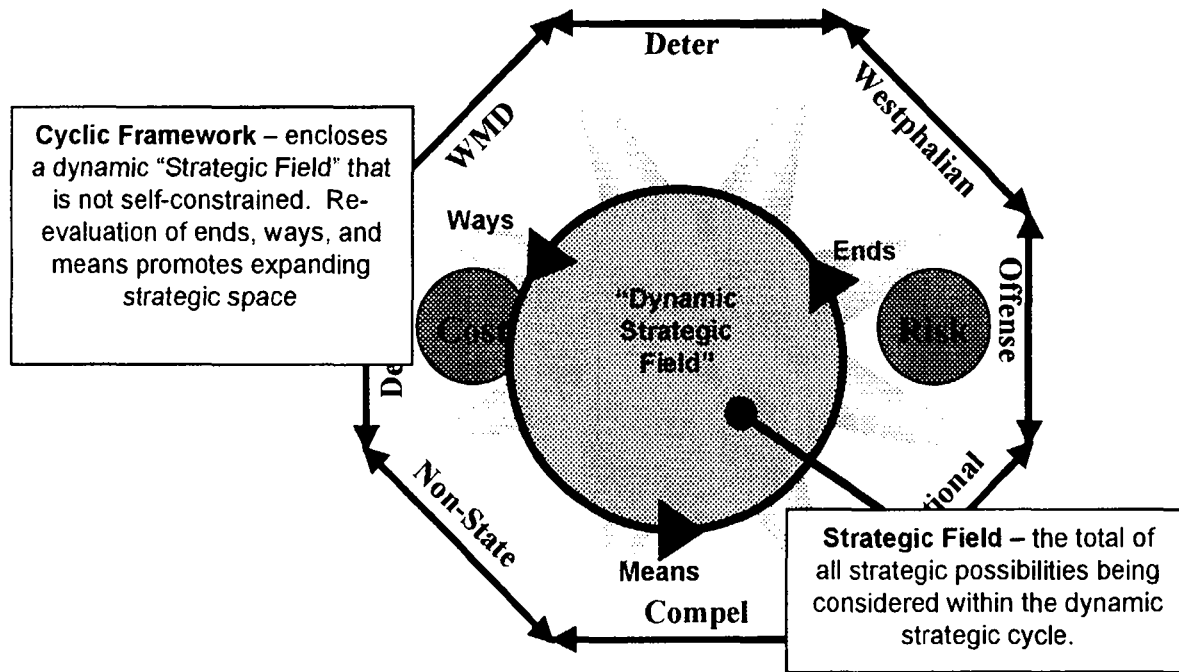 Deter
WMD
Westphalian
Cyclic Framework – encloses
a dynamic “Strategic Field” that
is not self-constrained. Re-
evaluation of ends, ways, and
means promotes expanding
strategic space
Ways
Ends
“Dynamic
Strategic
Field”
Cost
Risk
Offense
Non-State
Means
Compel
Strategic Field – the total of
all strategic possibilities being
considered within the dynamic
strategic cycle.